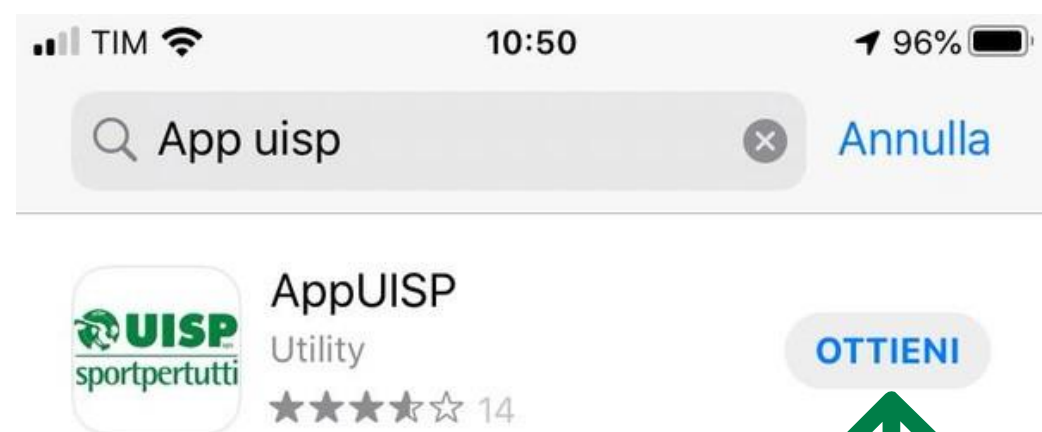 TIM 10:50 96%
App uisp Annulla
AppUISP
Utility
14
OTTIENI
UISP
sportpertutti